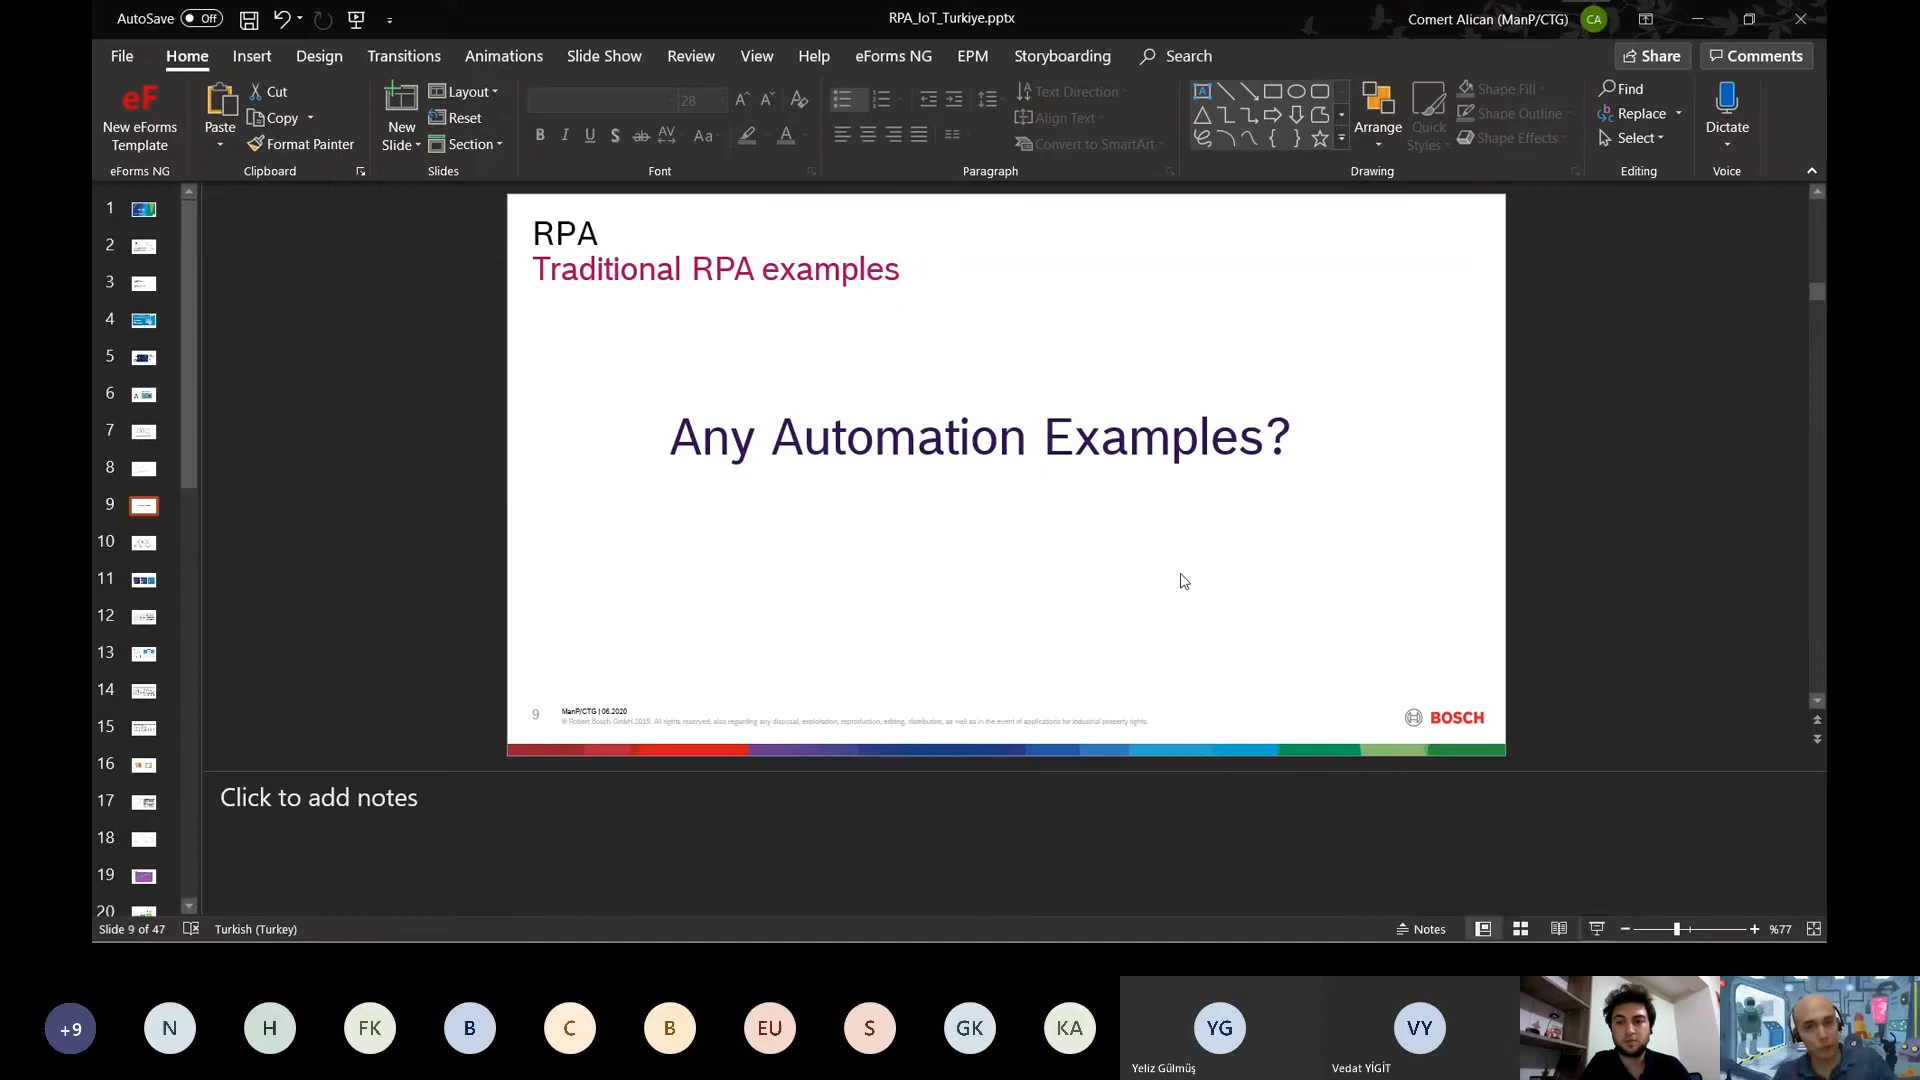 AutoSave Off
RPA_IoT_Turkiye.pptx
Comert Alican (ManP/CTG) CA
File Home Insert Design Transitions Animations Slide Show Review View Help eForms NG EPM Storyboarding Search Share Comments
eF
New eForms
Template
eForms NG
Paste
Cut
Copy
Format Painter
Clipboard
New
Slide
Layout
Reset
Section
Slides
28
Font
Text Direction
Align Text
Convert to SmartArt
Paragraph
Arrange
Quick
Styles
Shape Fill
Shape Outline
Shape Effects
Drawing
Find
Replace
Select
Editing
Dictate
Voice
1
2
3
4
5
6
7
8
9
10
11
12
13
14
15
16
17
18
19
20
RPA
Traditional RPA examples
Any Automation Examples?
9
ManP/CTG | 06.2020
© Robert Bosch GmbH 2019. All rights reserved, also regarding any disposal, exploitation, reproduction, editing, distribution, as well as in the event of applications for industrial property rights.
BOSCH
Click to add notes
Slide 9 of 47
Turkish (Turkey)
Notes
%77
+9 N H FK B C B EU S GK KA YG VY
Yeliz Gülmüş
Vedat YİGİT